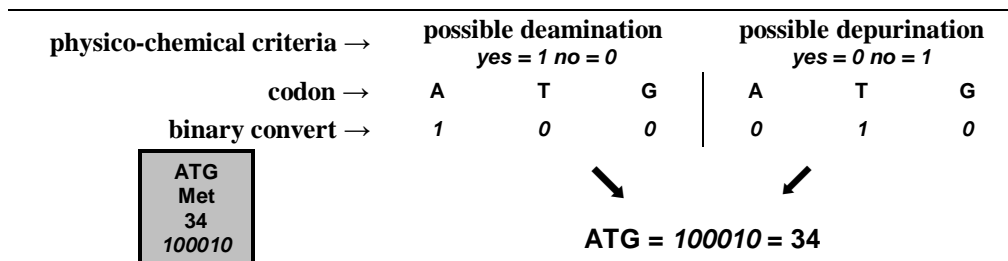 physico-chemical criteria → possible deamination possible depurination
yes = 1 no = 0 yes = 0 no = 1
codon → A T G A T G
binary convert → 1 0 0 0 1 0
ATG
Met
34
100010
ATG = 100010 = 34